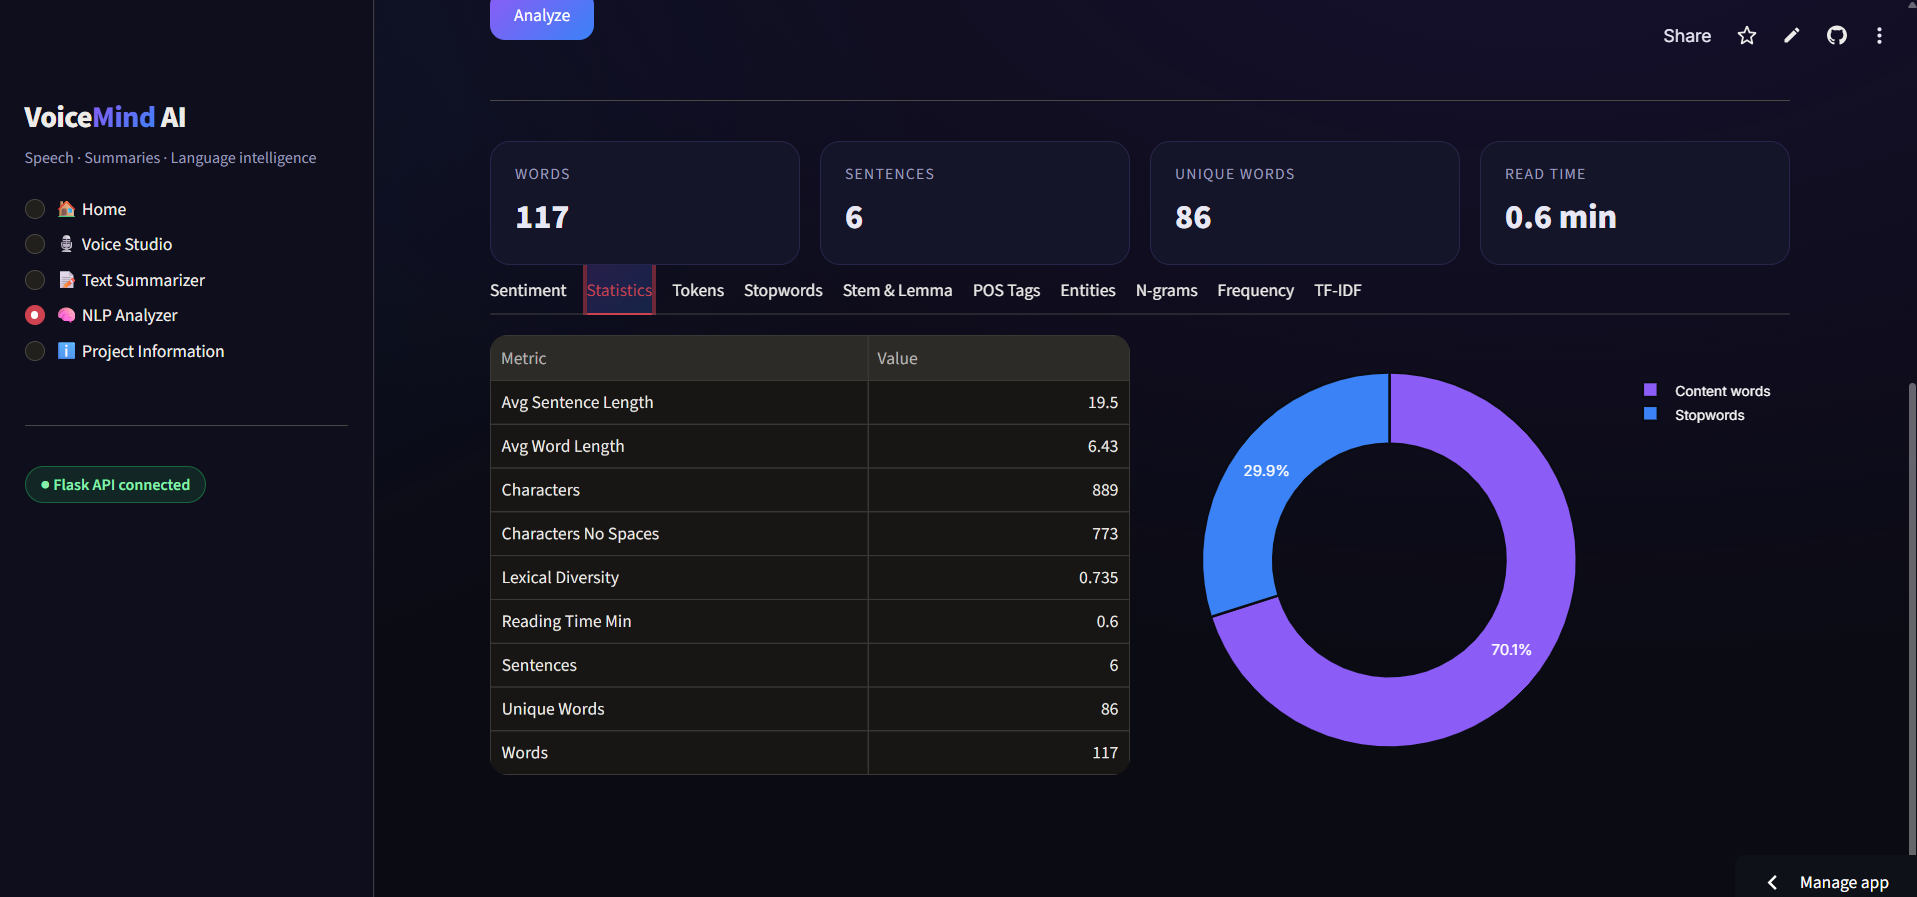 Analyze
Share
VoiceMind AI
Speech · Summaries · Language intelligence
Home
Voice Studio
Text Summarizer
NLP Analyzer
Project Information
Flask API connected
WORDS
117
SENTENCES
6
UNIQUE WORDS
86
READ TIME
0.6 min
Sentiment Statistics Tokens Stopwords Stem & Lemma POS Tags Entities N-grams Frequency TF-IDF
Metric Value
Avg Sentence Length 19.5
Avg Word Length 6.43
Characters 889
Characters No Spaces 773
Lexical Diversity 0.735
Reading Time Min 0.6
Sentences 6
Unique Words 86
Words 117
Content words
Stopwords
29.9%
70.1%
Manage app